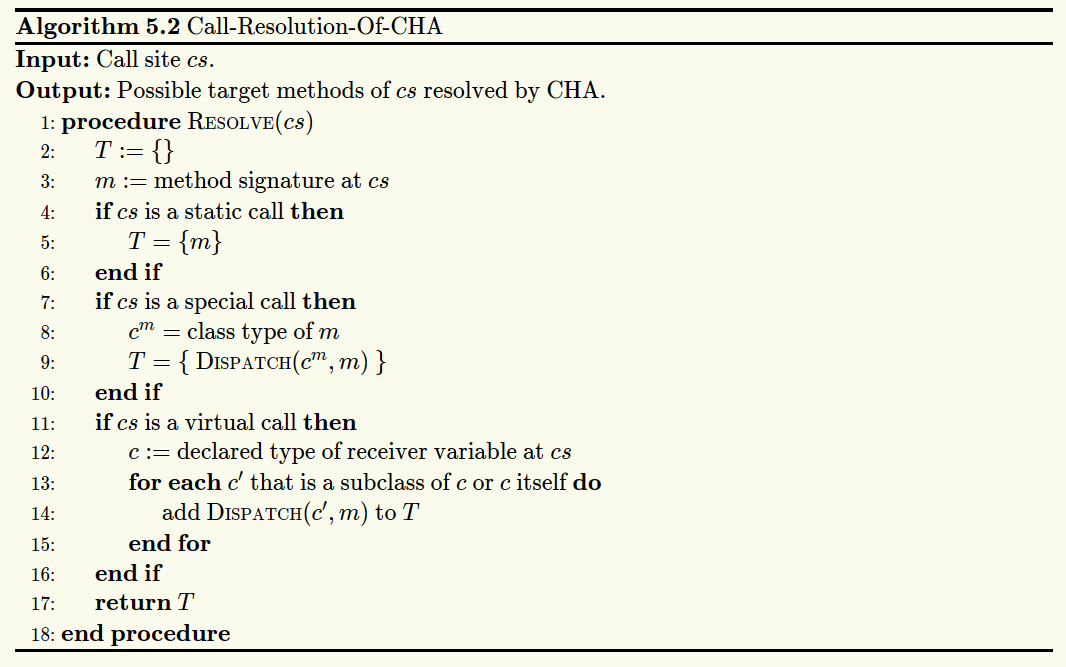 Algorithm 5.2 Call-Resolution-Of-CHA
Input: Call site cs.
Output: Possible target methods of cs resolved by CHA.
1: procedure RESOLVE(cs)
2: T := {}
3: m := method signature at cs
4: if cs is a static call then
5: T = {m}
6: end if
7: if cs is a special call then
8: cᵐ = class type of m
9: T = { DISPATCH(cᵐ, m) }
10: end if
11: if cs is a virtual call then
12: c := declared type of receiver variable at cs
13: for each c′ that is a subclass of c or c itself do
14: add DISPATCH(c′, m) to T
15: end for
16: end if
17: return T
18: end procedure